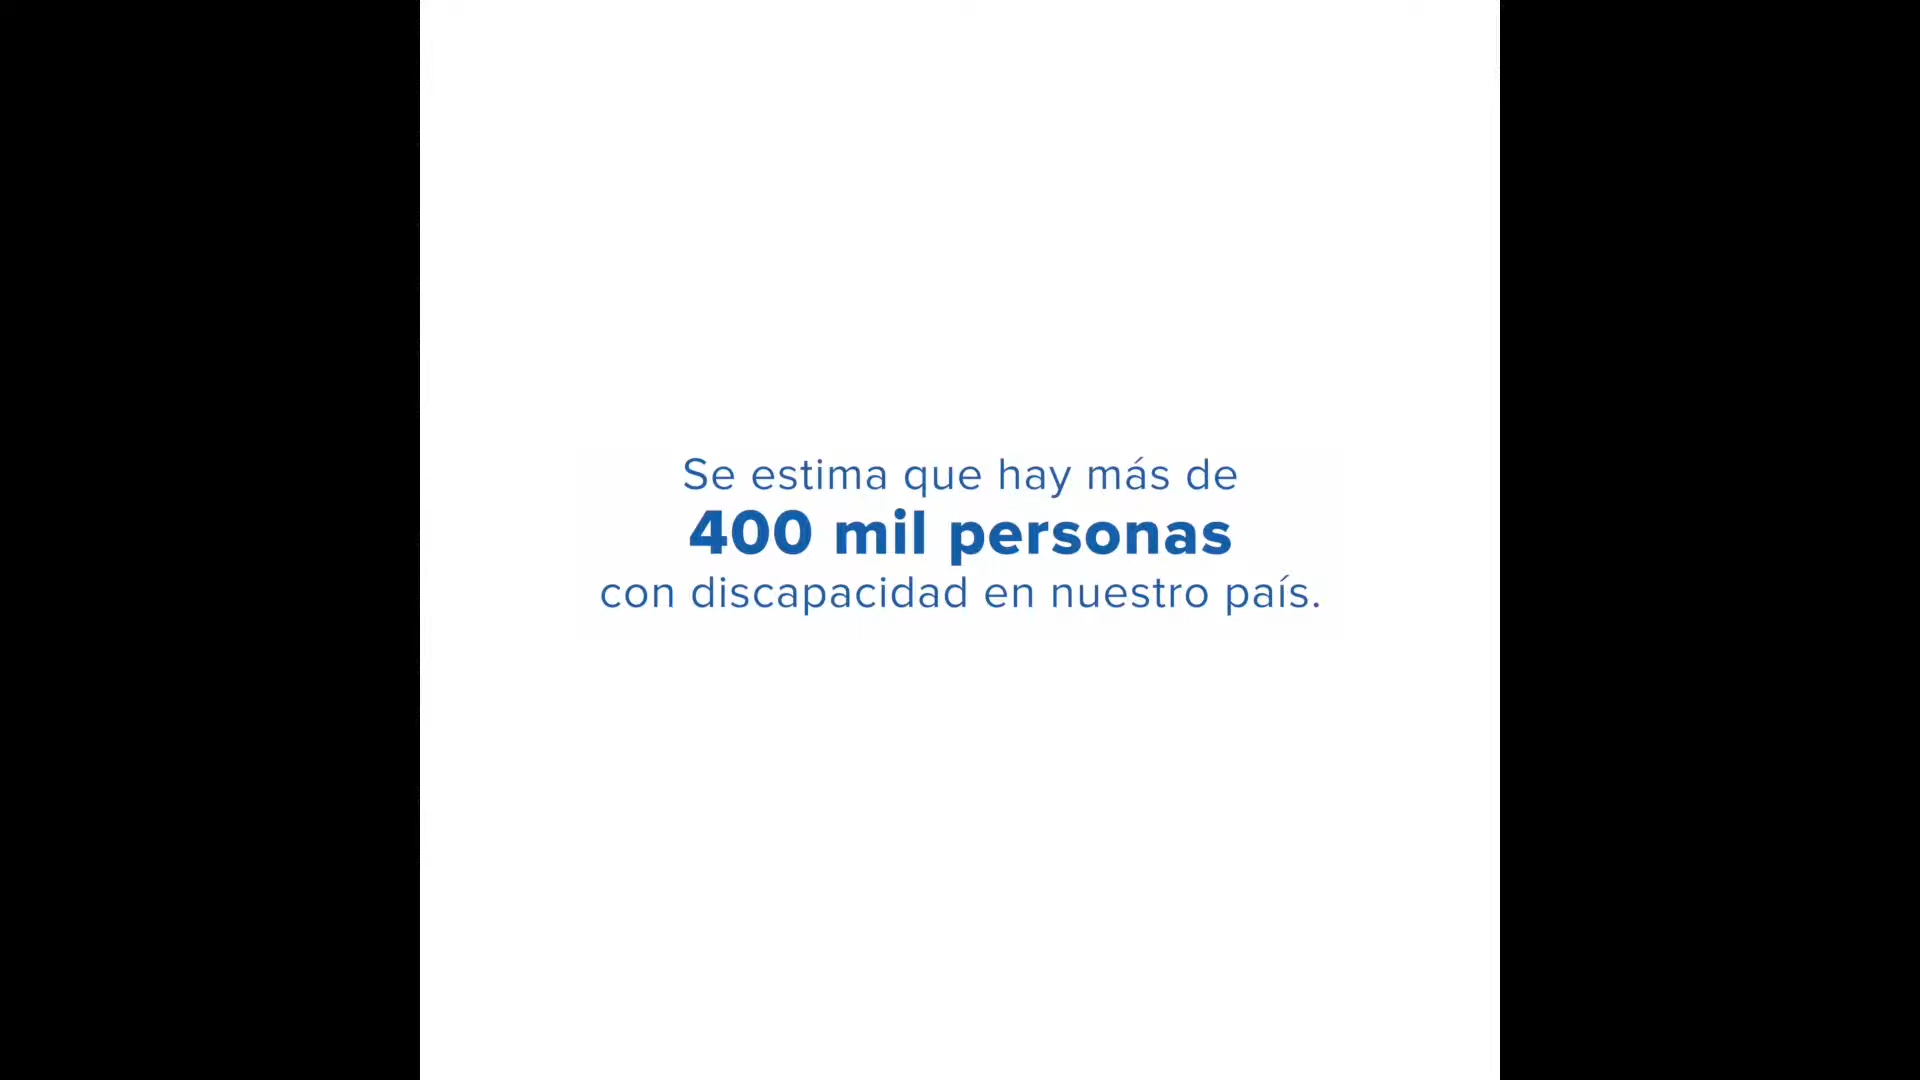 Se estima que hay más de
400 mil personas
con discapacidad en nuestro país.